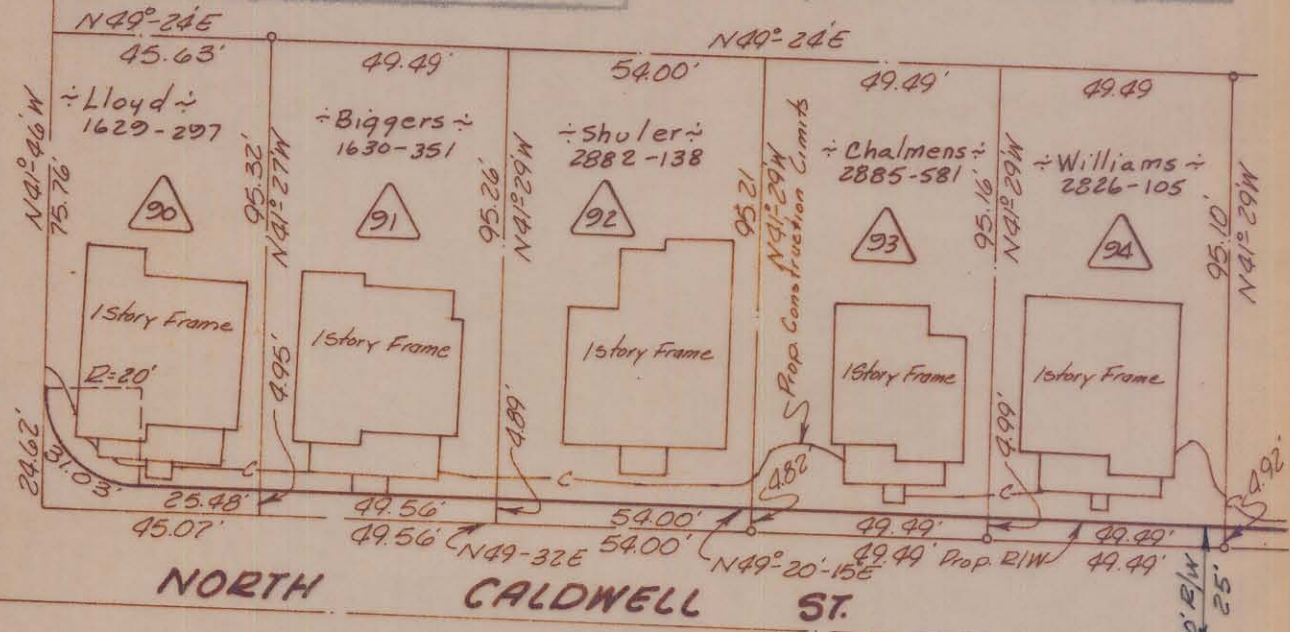 N49°-24'E
45.63'
N49°-24'E
49.49'
54.00'
49.49'
49.49
÷Lloyd÷
1629-297
÷Biggers÷
1630-351
÷Shuler÷
2882-138
÷Chalmens÷
2885-581
÷Williams÷
2826-105
N41°-46'W
75.76'
95.32'
N41°-27'W
95.26'
N41°-29'W
95.21
N41°-29'W
Prop. Construction Limits
95.16'
N41°-29'W
95.10'
N41°-29'W
90
91
92
93
94
1 Story Frame
1 Story Frame
1 Story Frame
1 Story Frame
1 Story Frame
R=20'
24.62'
31.03'
4.95'
4.89'
4.82'
4.99'
4.92
C
C
C
C
25.48'
49.56'
54.00'
49.49'
49.49'
45.07'
49.56'
N49-32E
54.00'
N49°-20'-15"E
49.49'
Prop. R/W
49.49'
NORTH CALDWELL ST.
0' R/W
25'